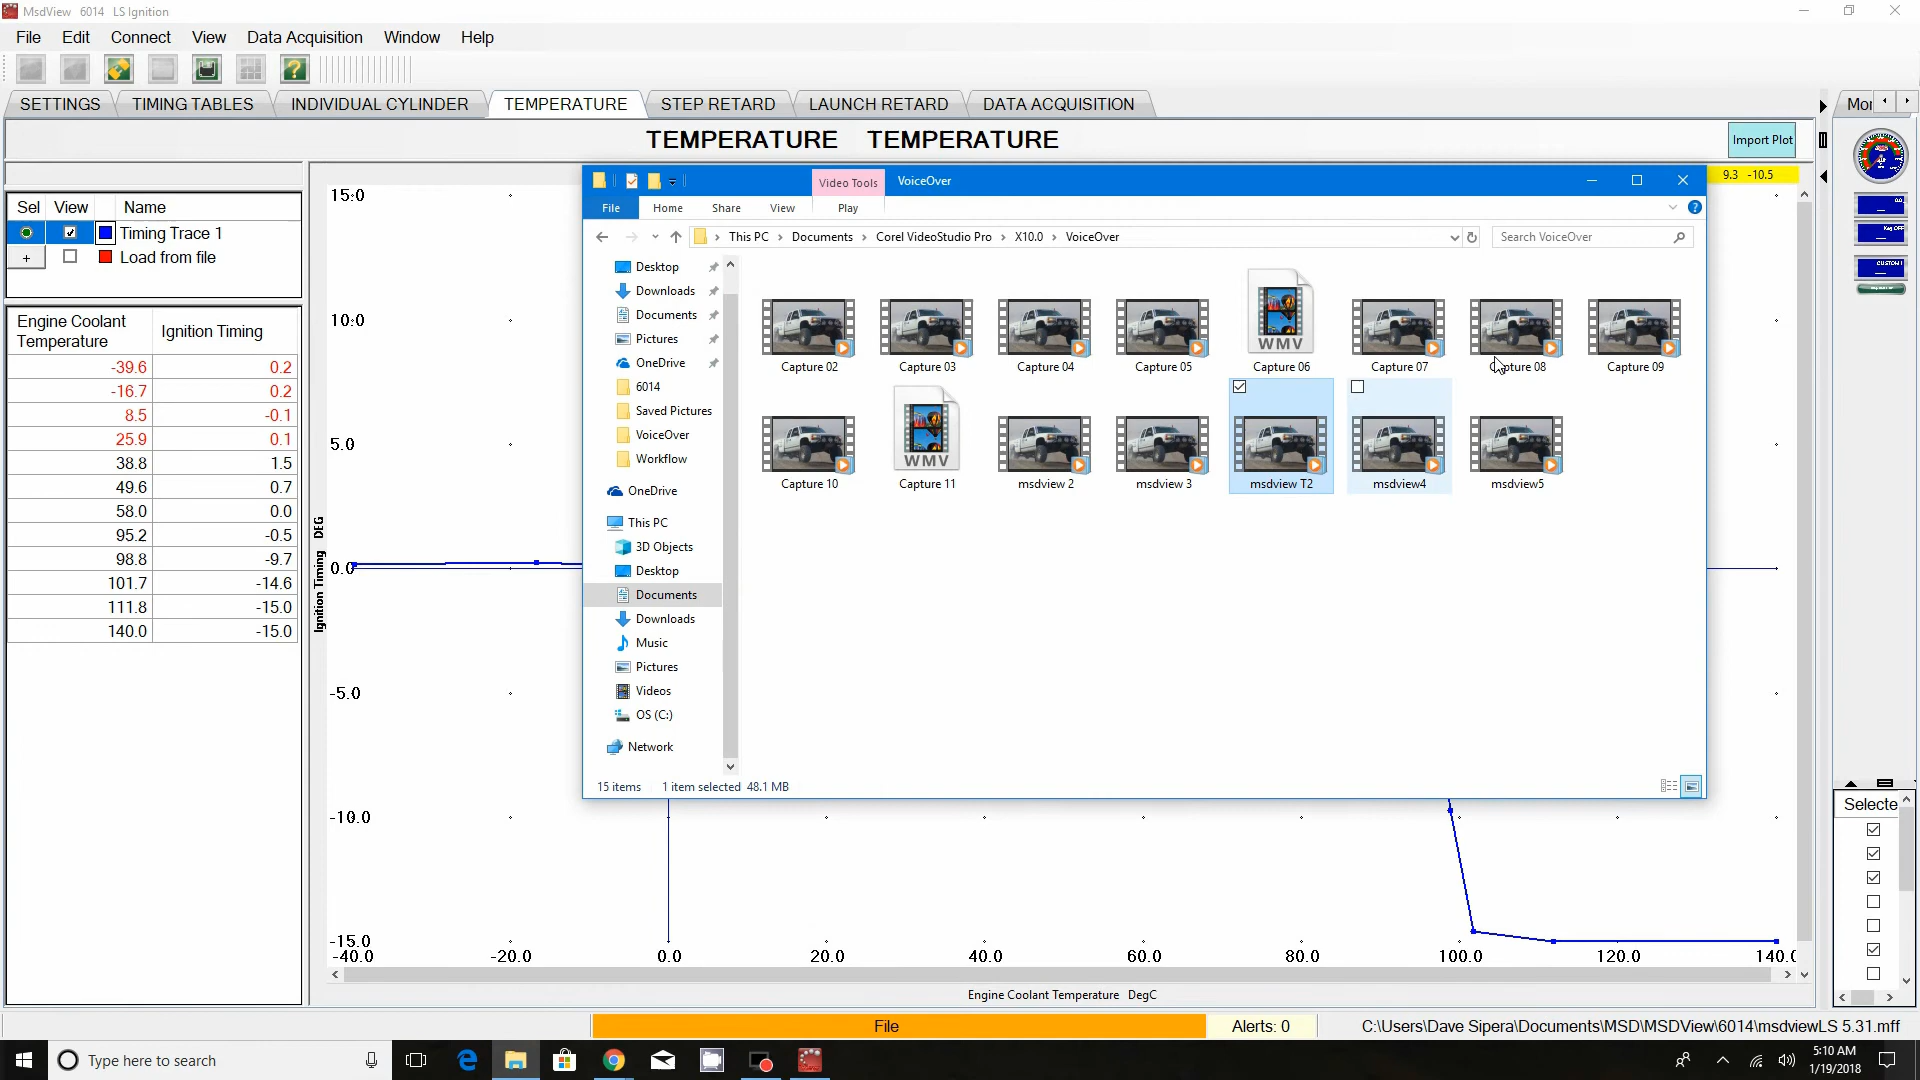 MsdView 6014 LS Ignition
File Edit Connect View Data Acquisition Window Help
SETTINGS TIMING TABLES INDIVIDUAL CYLINDER TEMPERATURE STEP RETARD LAUNCH RETARD DATA ACQUISITION
TEMPERATURE TEMPERATURE
Import Plot
9.3 -10.5
Sel View Name
Timing Trace 1
+ Load from file
Engine Coolant Temperature Ignition Timing
-39.6 0.2
-16.7 0.2
8.5 -0.1
25.9 0.1
38.8 1.5
49.6 0.7
58.0 0.0
95.2 -0.5
98.8 -9.7
101.7 -14.6
111.8 -15.0
140.0 -15.0
15.0
10.0
5.0
0.0
-5.0
-10.0
-15.0
Ignition Timing DEG
-40.0 -20.0 0.0 20.0 40.0 60.0 80.0 100.0 120.0 140.0
Engine Coolant Temperature DegC
Video Tools VoiceOver
File Home Share View Play
This PC Documents Corel VideoStudio Pro X10.0 VoiceOver
Search VoiceOver
Desktop
Downloads
Documents
Pictures
OneDrive
6014
Saved Pictures
VoiceOver
Workflow
OneDrive
This PC
3D Objects
Desktop
Documents
Downloads
Music
Pictures
Videos
OS (C:)
Network
WMV
Capture 02 Capture 03 Capture 04 Capture 05 Capture 06 Capture 07 Capture 08 Capture 09
WMV
Capture 10 Capture 11 msdview 2 msdview 3 msdview T2 msdview4 msdview5
15 items 1 item selected 48.1 MB
Selecte
File
Alerts: 0
C:\Users\Dave Sipera\Documents\MSD\MSDView\6014\msdviewLS 5.31.mff
Type here to search
5:10 AM
1/19/2018